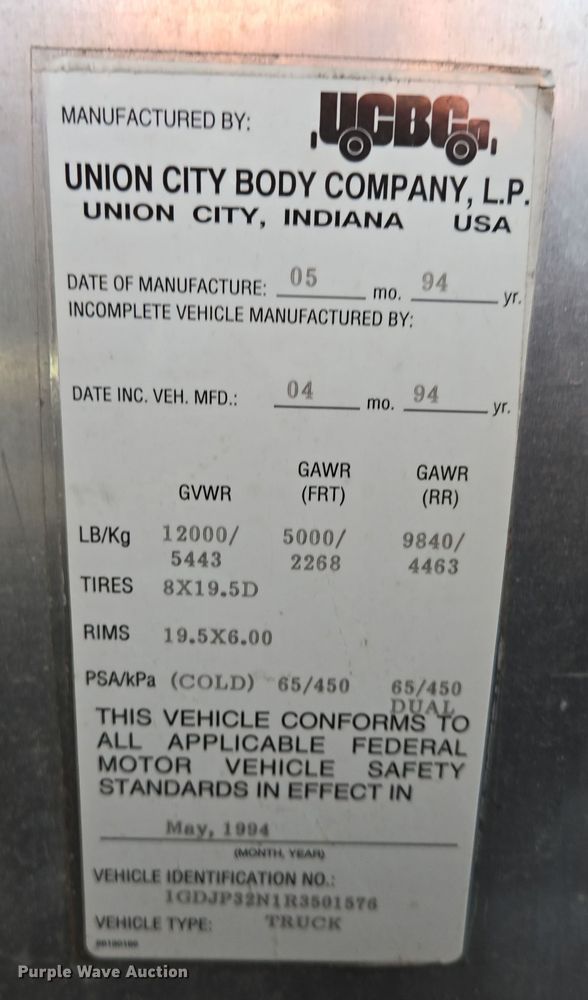 MANUFACTURED BY: UCBC
UNION CITY BODY COMPANY, L.P.
UNION CITY, INDIANA USA
DATE OF MANUFACTURE: 05 mo. 94 yr.
INCOMPLETE VEHICLE MANUFACTURED BY:
DATE INC. VEH. MFD.: 04 mo. 94 yr.
GVWR GAWR (FRT) GAWR (RR)
LB/Kg 12000/ 5000/ 9840/
5443 2268 4463
TIRES 8X19.5D
RIMS 19.5X6.00
PSA/kPa (COLD) 65/450 65/450
DUAL
THIS VEHICLE CONFORMS TO
ALL APPLICABLE FEDERAL
MOTOR VEHICLE SAFETY
STANDARDS IN EFFECT IN
May, 1994
(MONTH, YEAR)
VEHICLE IDENTIFICATION NO.:
1GDJP32N1R3501576
VEHICLE TYPE: TRUCK
Purple Wave Auction